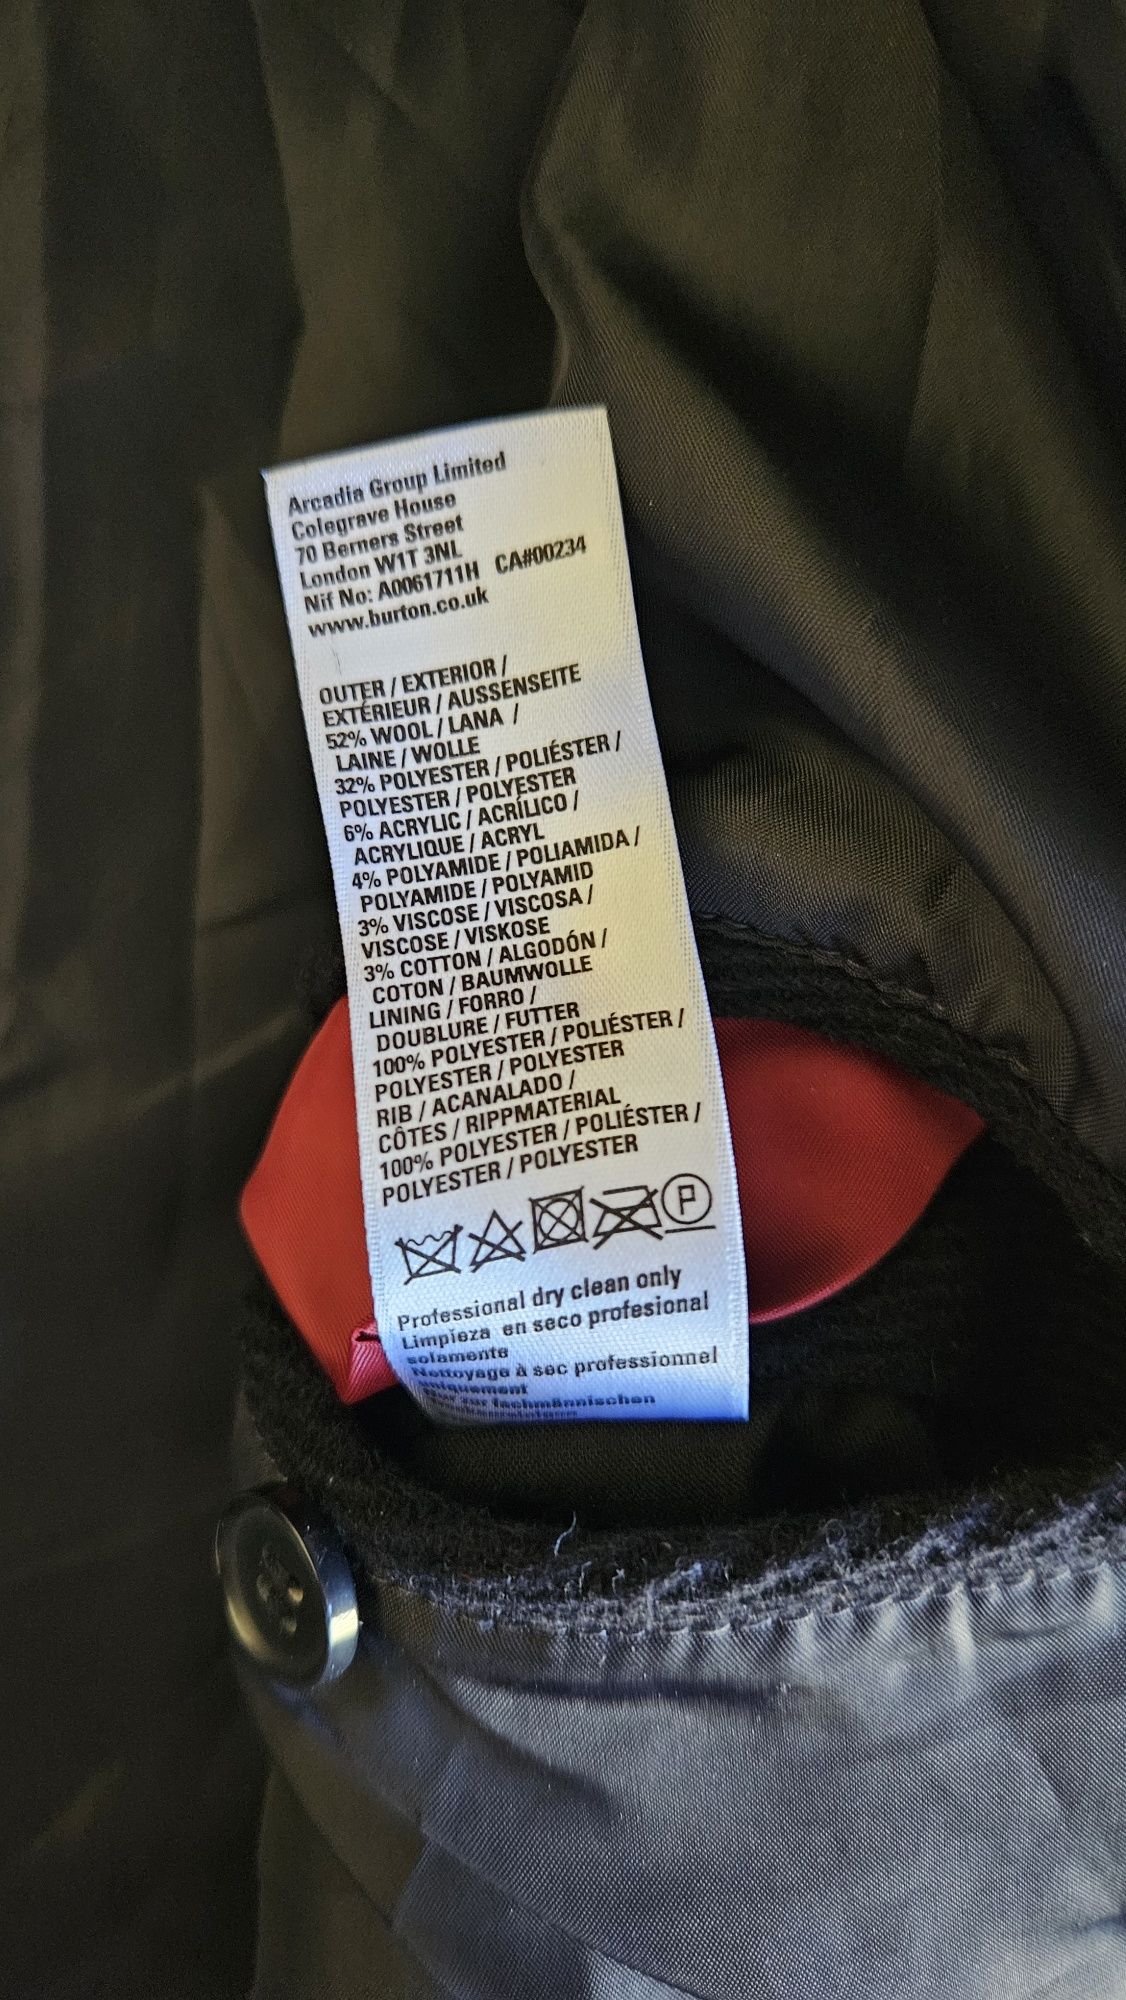 Arcadia Group Limited
Colegrave House
70 Berners Street
London W1T 3NL
Nif No: A0061711H CA#00234
www.burton.co.uk
OUTER / EXTERIOR /
EXTÉRIEUR / AUSSENSEITE
52% WOOL / LANA /
LAINE / WOLLE
32% POLYESTER / POLIÉSTER /
POLYESTER / POLYESTER
6% ACRYLIC / ACRÍLICO /
ACRYLIQUE / ACRYL
4% POLYAMIDE / POLIAMIDA /
POLYAMIDE / POLYAMID
3% VISCOSE / VISCOSA /
VISCOSE / VISKOSE
3% COTTON / ALGODÓN /
COTON / BAUMWOLLE
LINING / FORRO /
DOUBLURE / FUTTER
100% POLYESTER / POLIÉSTER /
POLYESTER / POLYESTER
RIB / ACANALADO /
CÔTES / RIPPMATERIAL
100% POLYESTER / POLIÉSTER /
POLYESTER / POLYESTER
P
Professional dry clean only
Limpieza en seco profesional
solamente
Nettoyage à sec professionnel
uniquement
Nur zur fachmännischen